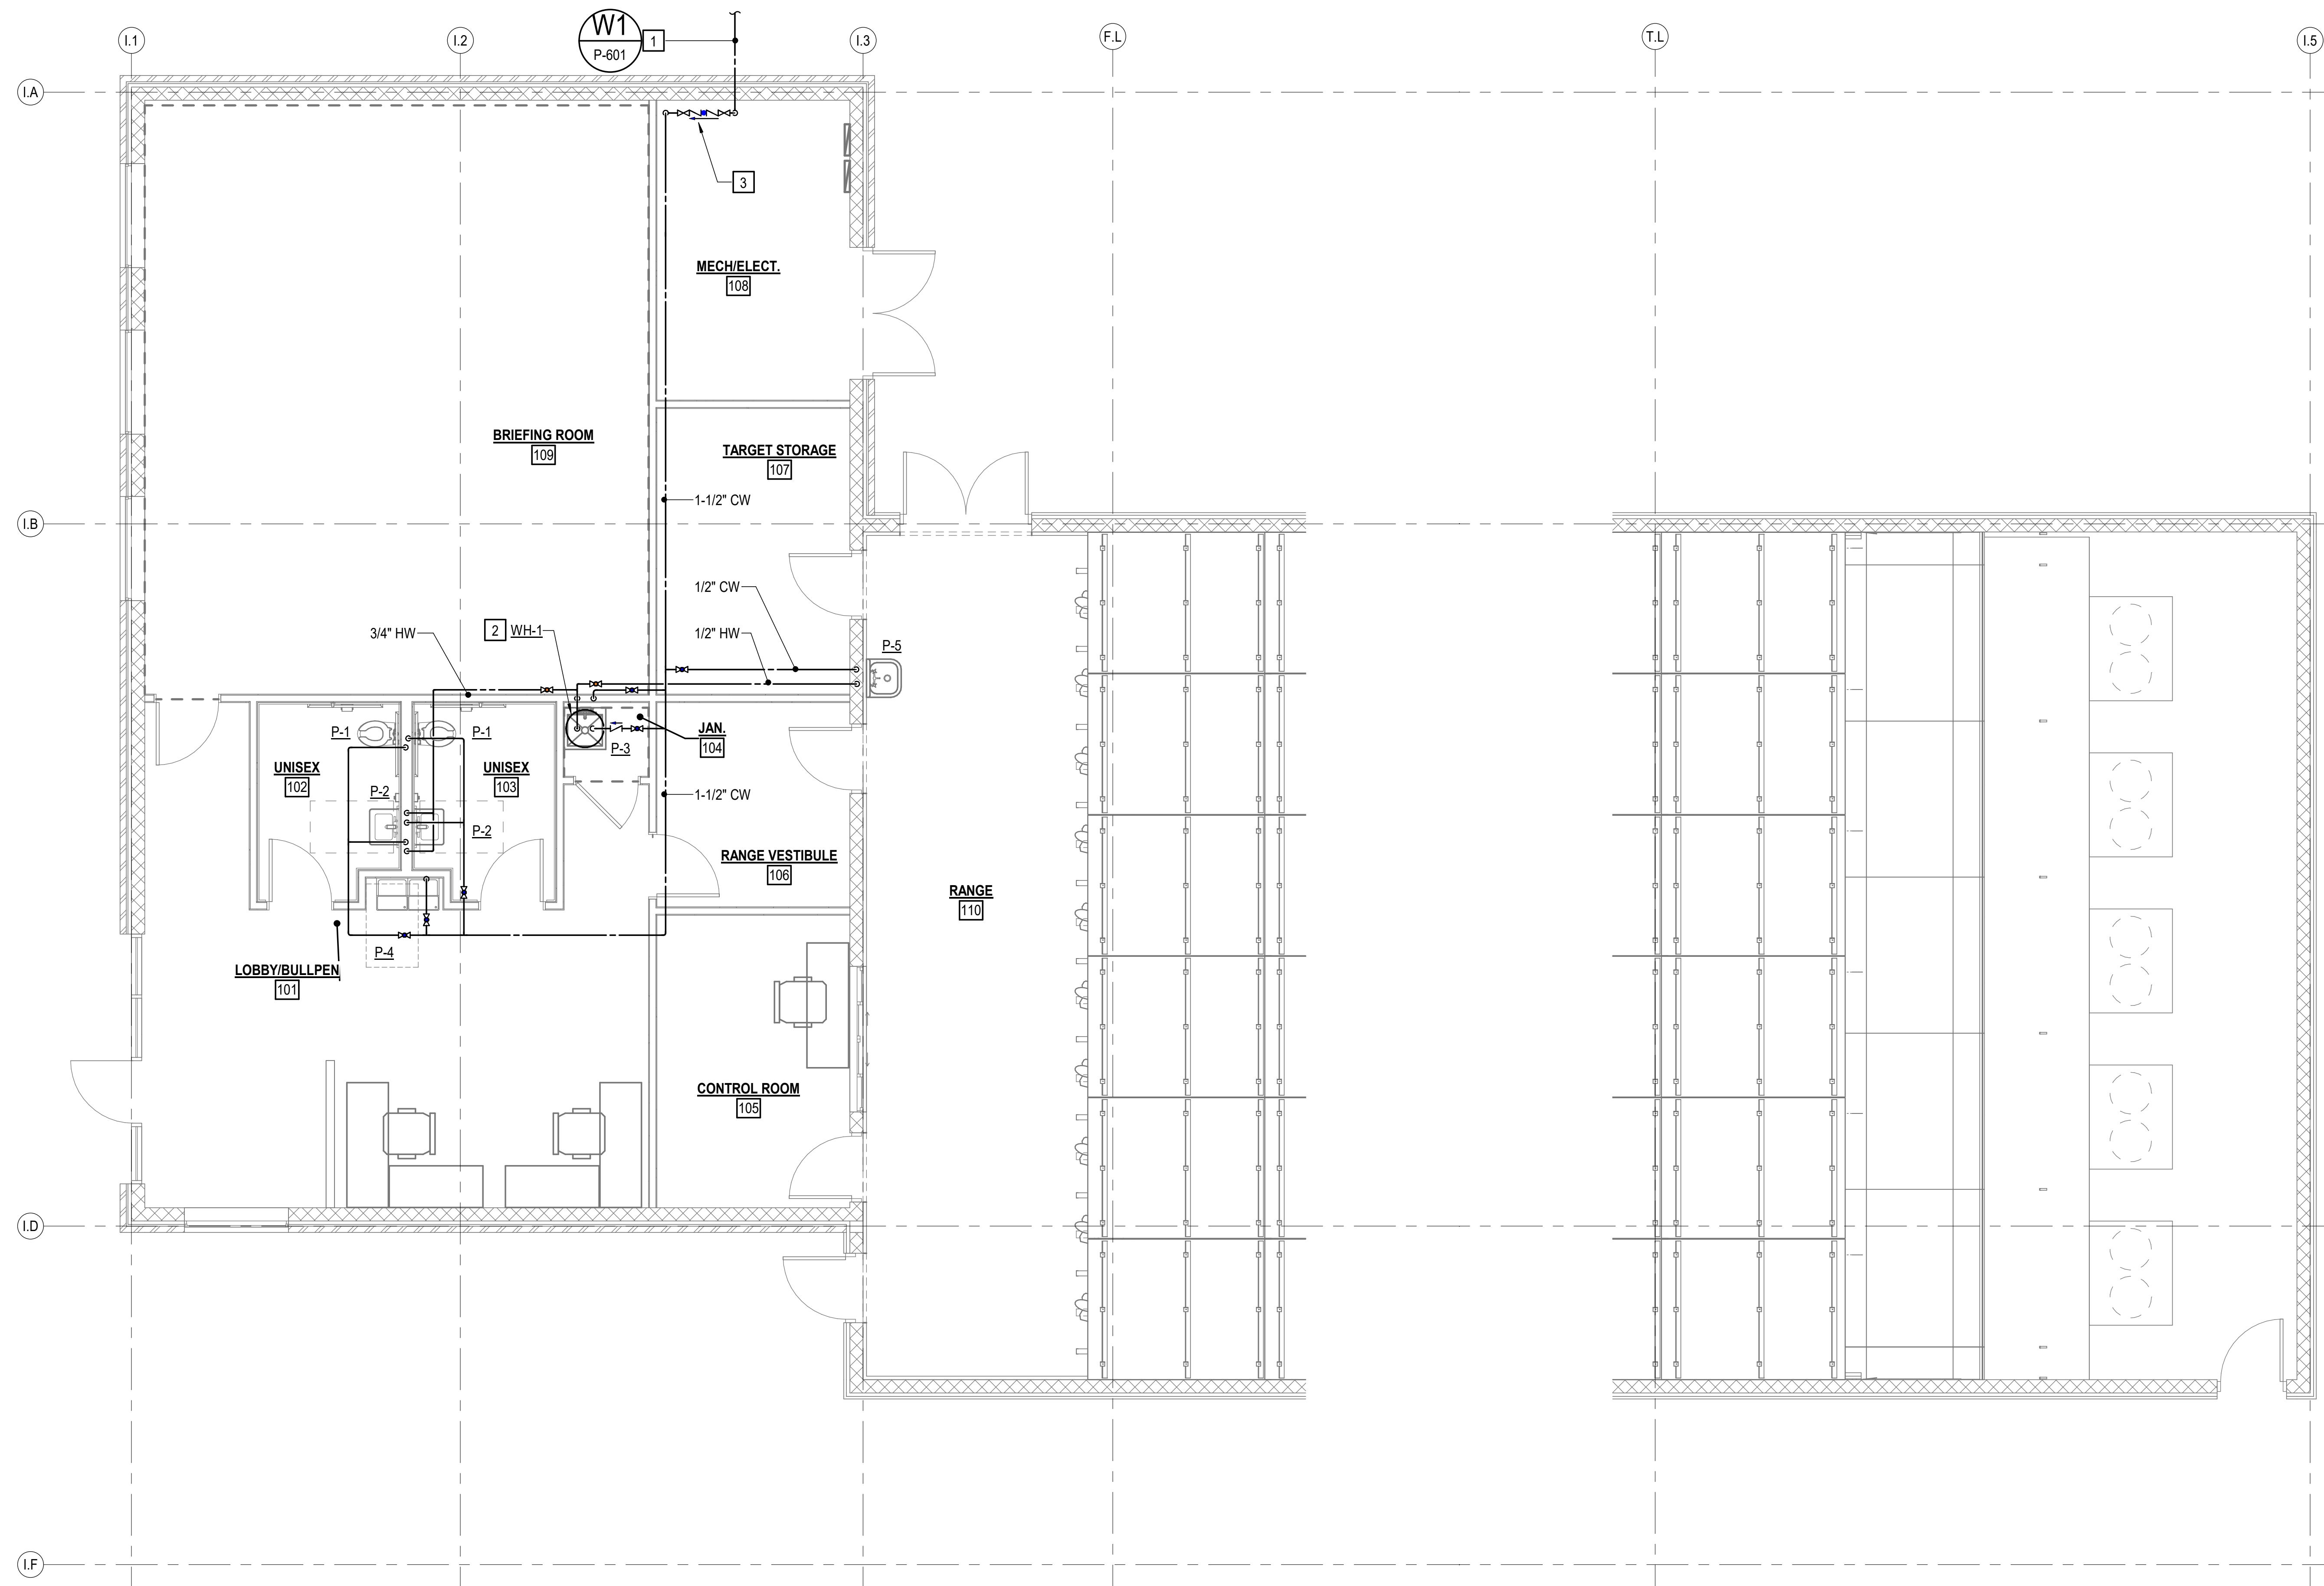 W1
P-601
1
I.1
I.2
I.3
F.L
T.L
I.5
I.A
3
MECH/ELECT.
108
BRIEFING ROOM
109
TARGET STORAGE
107
1-1/2" CW
I.B
1/2" CW
3/4" HW
2
WH-1
1/2" HW
P-5
P-1
P-1
JAN.
104
P-3
UNISEX
102
UNISEX
103
P-2
1-1/2" CW
P-2
RANGE VESTIBULE
106
RANGE
110
P-4
LOBBY/BULLPEN
101
CONTROL ROOM
105
I.D
I.F